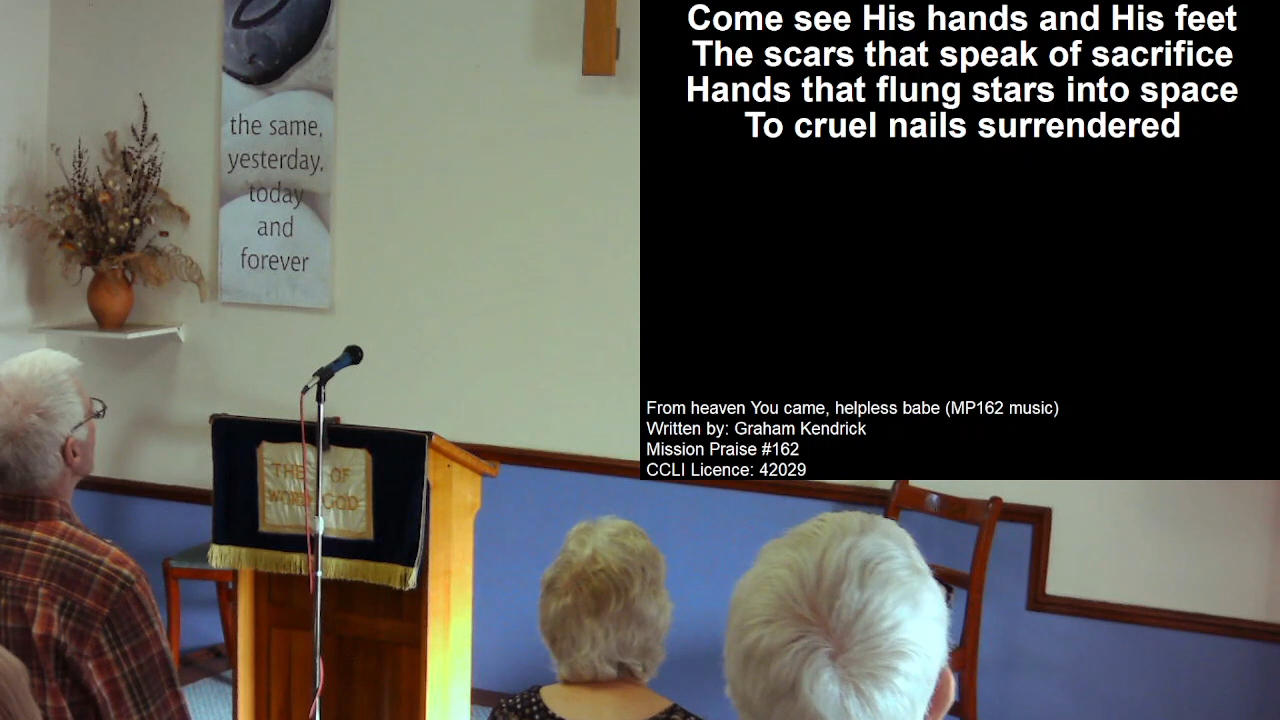 the same,
yesterday,
today
and
forever
THE OF
WORD GOD
Come see His hands and His feet
The scars that speak of sacrifice
Hands that flung stars into space
To cruel nails surrendered
From heaven You came, helpless babe (MP162 music)
Written by: Graham Kendrick
Mission Praise #162
CCLI Licence: 42029